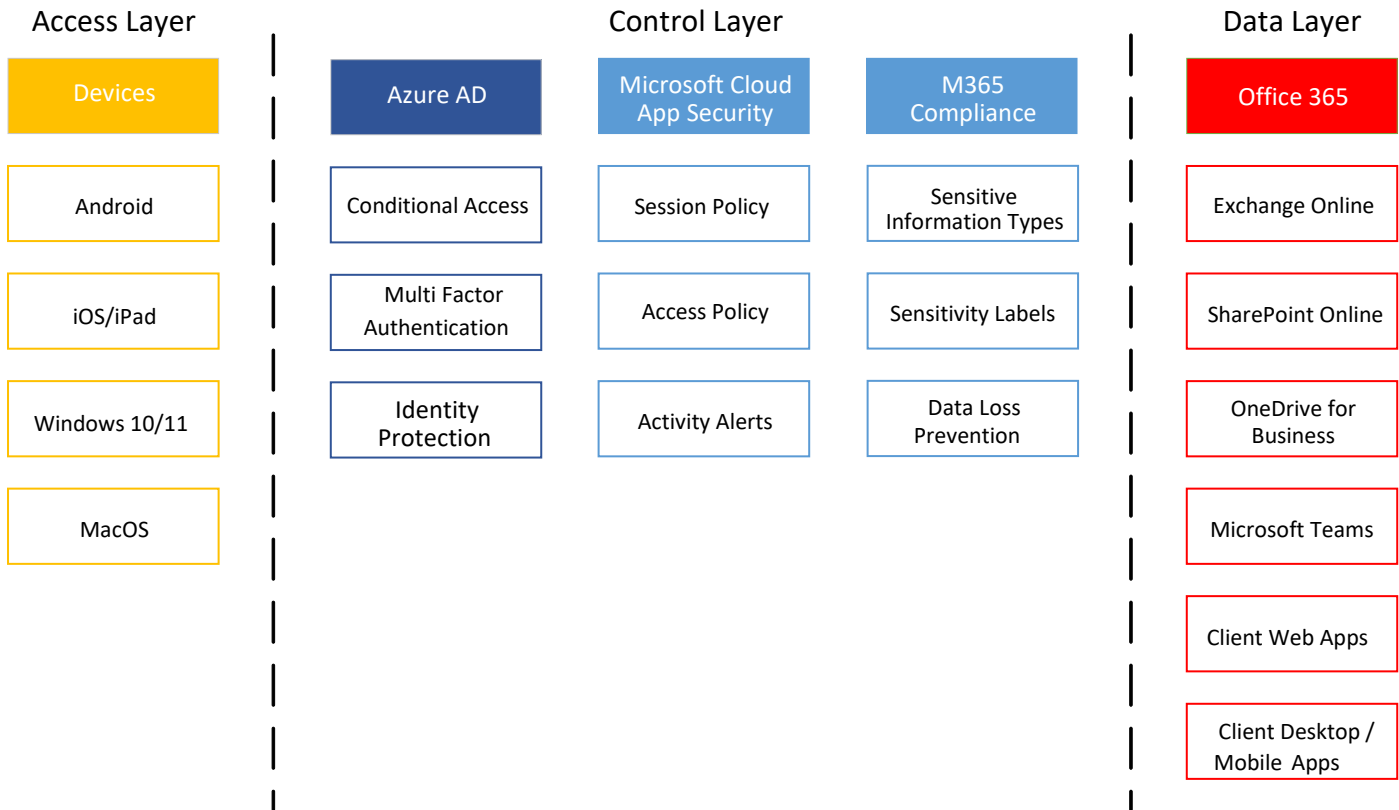 Access Layer
Control Layer
Data Layer
Devices
Azure AD
Microsoft Cloud
App Security
M365
Compliance
Office 365
Android
Conditional Access
Session Policy
Sensitive
Information Types
Exchange Online
iOS/iPad
Multi Factor
Authentication
Access Policy
Sensitivity Labels
SharePoint Online
Windows 10/11
Identity
Protection
Activity Alerts
Data Loss
Prevention
OneDrive for
Business
MacOS
Microsoft Teams
Client Web Apps
Client Desktop /
Mobile Apps